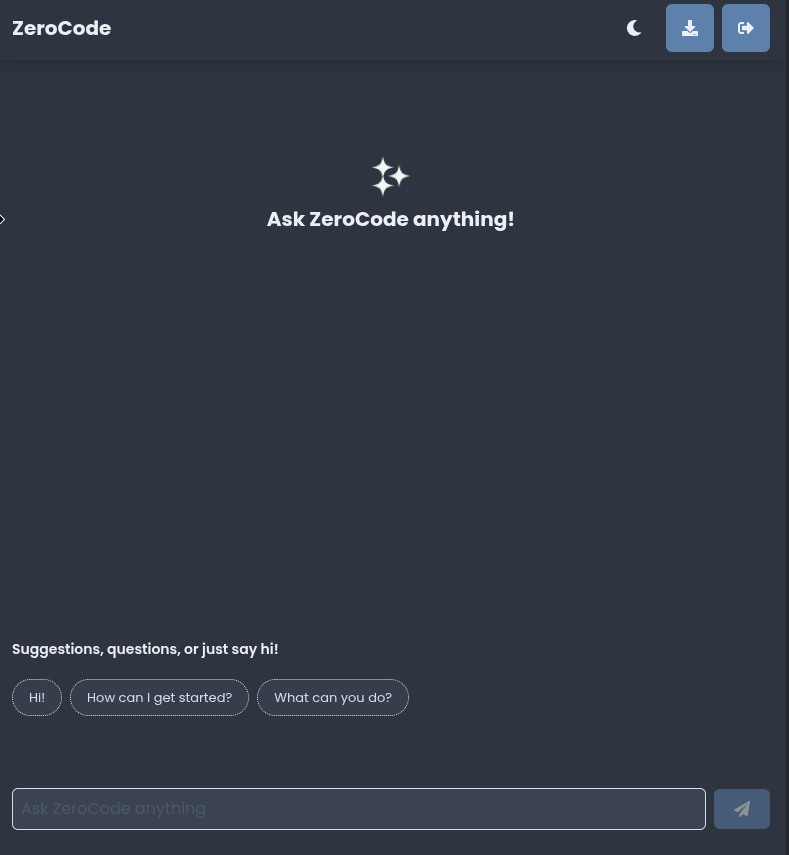 ZeroCode
Ask ZeroCode anything!
Suggestions, questions, or just say hi!
Hi!
How can I get started?
What can you do?
Ask ZeroCode anything